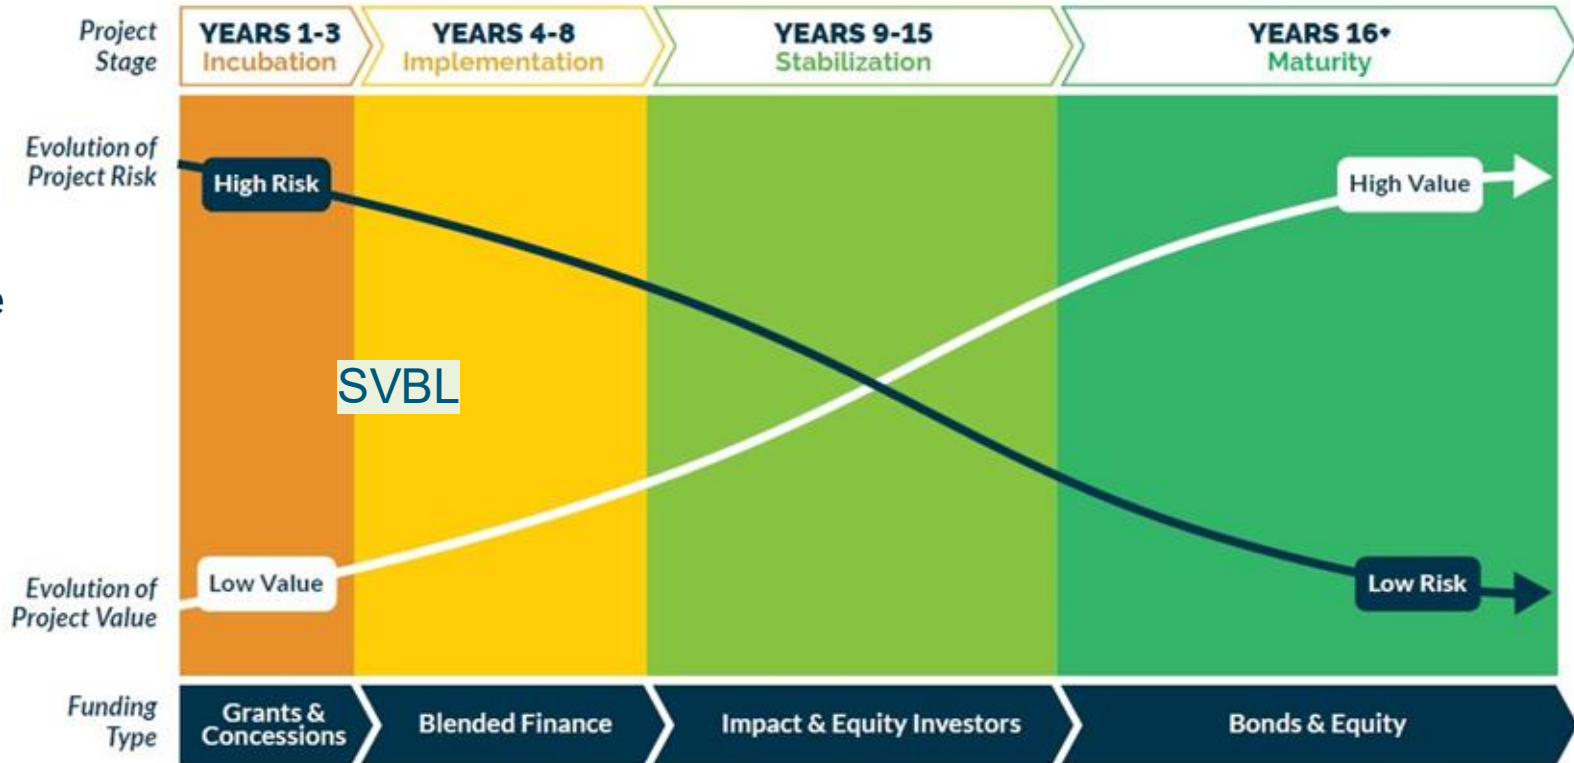 Project
Stage
YEARS 1-3
Incubation
YEARS 4-8
Implementation
YEARS 9-15
Stabilization
YEARS 16+
Maturity
Evolution of
Project Risk
High Risk
High Value
e
SVBL
Evolution of
Project Value
Low Value
Low Risk
Funding
Type
Grants &
Concessions
Blended Finance
Impact & Equity Investors
Bonds & Equity